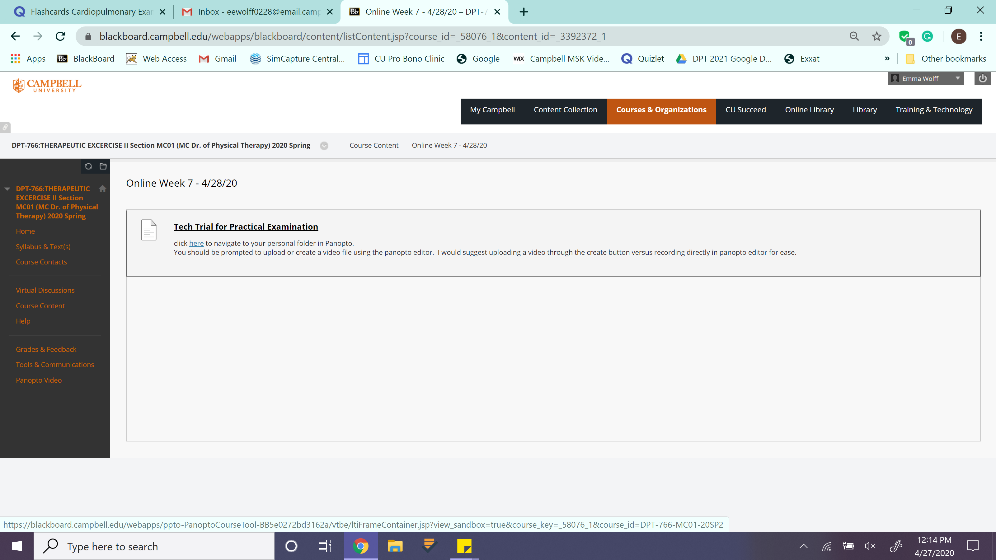 Flashcards Cardiopulmonary Exam
Inbox - eewolff0228@email.camp
Bb Online Week 7 - 4/28/20 – DPT-7
blackboard.campbell.edu/webapps/blackboard/content/listContent.jsp?course_id=_58076_1&content_id=_3392372_1
0
E
Apps Bb BlackBoard Web Access Gmail SimCapture Central... CU Pro Bono Clinic Google WIX Campbell MSK Vide... Quizlet DPT 2021 Google D... Exxat » Other bookmarks
CAMPBELL
UNIVERSITY
Emma Wolff
My Campbell Content Collection Courses & Organizations CU Succeed Online Library Library Training & Technology
DPT-766:THERAPEUTIC EXCERCISE II Section MC01 (MC Dr. of Physical Therapy) 2020 Spring Course Content Online Week 7 - 4/28/20
DPT-766:THERAPEUTIC
EXCERCISE II Section
MC01 (MC Dr. of Physical
Therapy) 2020 Spring
Home
Syllabus & Text(s)
Course Contacts
Virtual Discussions
Course Content
Help
Grades & Feedback
Tools & Communications
Panopto Video
Online Week 7 - 4/28/20
Tech Trial for Practical Examination
click here to navigate to your personal folder in Panopto.
You should be prompted to upload or create a video file using the panopto editor. I would suggest uploading a video through the create button versus recording directly in panopto editor for ease.
https://blackboard.campbell.edu/webapps/ppto-PanoptoCourseTool-BB5e0272bd3162a/vtbe/ltiFrameContainer.jsp?view_sandbox=true&course_key=_58076_1&course_id=DPT-766-MC01-20SP2
Type here to search
12:14 PM
4/27/2020